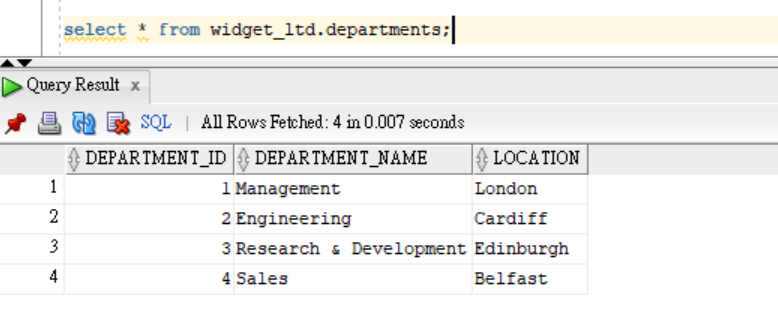 select * from widget_ltd.departments;
Query Result x
SQL | All Rows Fetched: 4 in 0.007 seconds
DEPARTMENT_ID DEPARTMENT_NAME LOCATION
1 1 Management London
2 2 Engineering Cardiff
3 3 Research & Development Edinburgh
4 4 Sales Belfast